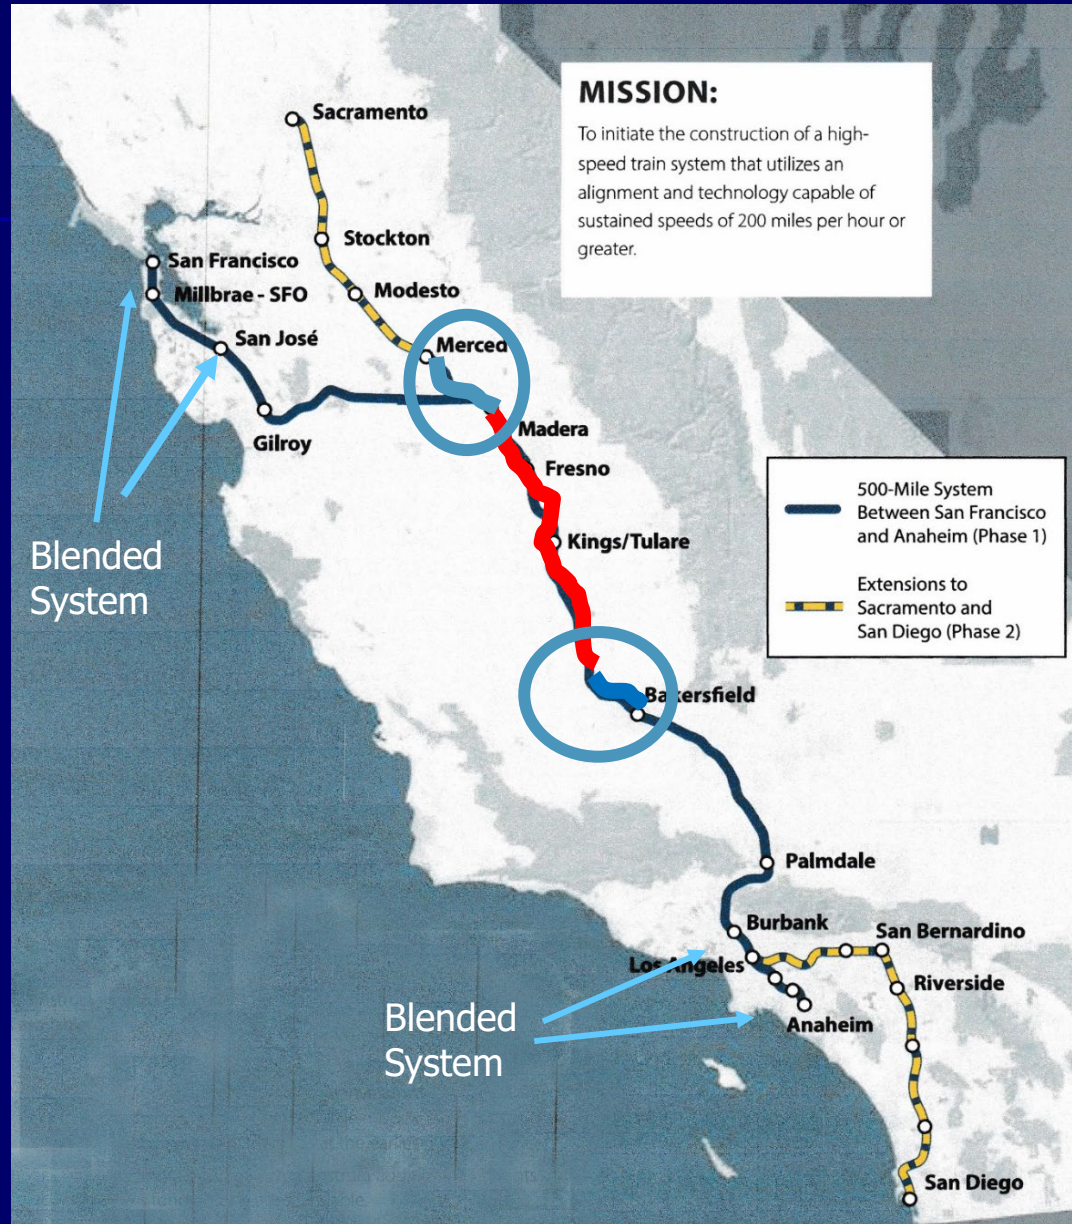 MISSION:
To initiate the construction of a high-
speed train system that utilizes an
alignment and technology capable of
sustained speeds of 200 miles per hour or
greater.
Sacramento
Stockton
San Francisco
Modesto
Millbrae - SFO
San José
Merced
Gilroy
Madera
Fresno
Kings/Tulare
500-Mile System
Between San Francisco
and Anaheim (Phase 1)
Extensions to
Sacramento and
San Diego (Phase 2)
Blended
System
Bakersfield
Palmdale
Burbank
San Bernardino
Los Angeles
Riverside
Blended
System
Anaheim
San Diego